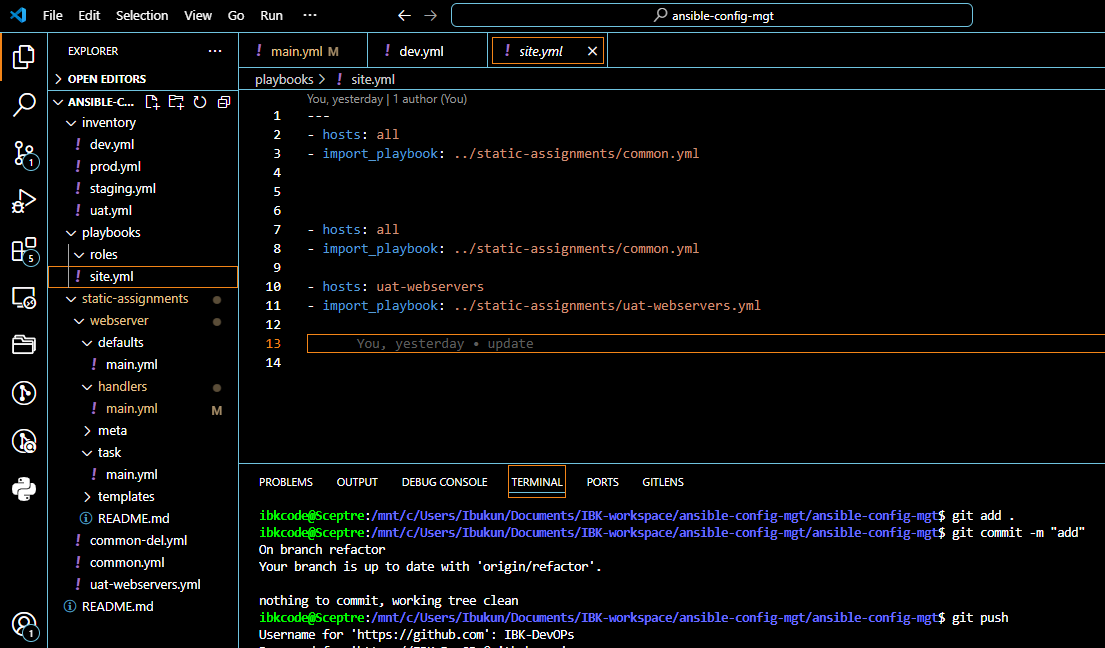 File Edit Selection View Go Run ···
ansible-config-mgt
EXPLORER ···
OPEN EDITORS
ANSIBLE-C...
inventory
! dev.yml
! prod.yml
! staging.yml
! uat.yml
playbooks
roles
! site.yml
static-assignments
webserver
defaults
! main.yml
handlers
! main.yml M
meta
task
! main.yml
templates
README.md
! common-del.yml
! common.yml
! uat-webservers.yml
README.md
1
5
1
! main.yml M
! dev.yml
! site.yml
playbooks > ! site.yml
You, yesterday | 1 author (You)
1 ---
2 - hosts: all
3 - import_playbook: ../static-assignments/common.yml
4
5
6
7 - hosts: all
8 - import_playbook: ../static-assignments/common.yml
9
10 - hosts: uat-webservers
11 - import_playbook: ../static-assignments/uat-webservers.yml
12
13 You, yesterday • update
14
PROBLEMS OUTPUT DEBUG CONSOLE TERMINAL PORTS GITLENS
ibkcode@Sceptre:/mnt/c/Users/Ibukun/Documents/IBK-workspace/ansible-config-mgt/ansible-config-mgt$ git add .
ibkcode@Sceptre:/mnt/c/Users/Ibukun/Documents/IBK-workspace/ansible-config-mgt/ansible-config-mgt$ git commit -m "add"
On branch refactor
Your branch is up to date with 'origin/refactor'.
nothing to commit, working tree clean
ibkcode@Sceptre:/mnt/c/Users/Ibukun/Documents/IBK-workspace/ansible-config-mgt/ansible-config-mgt$ git push
Username for 'https://github.com': IBK-DevOPs